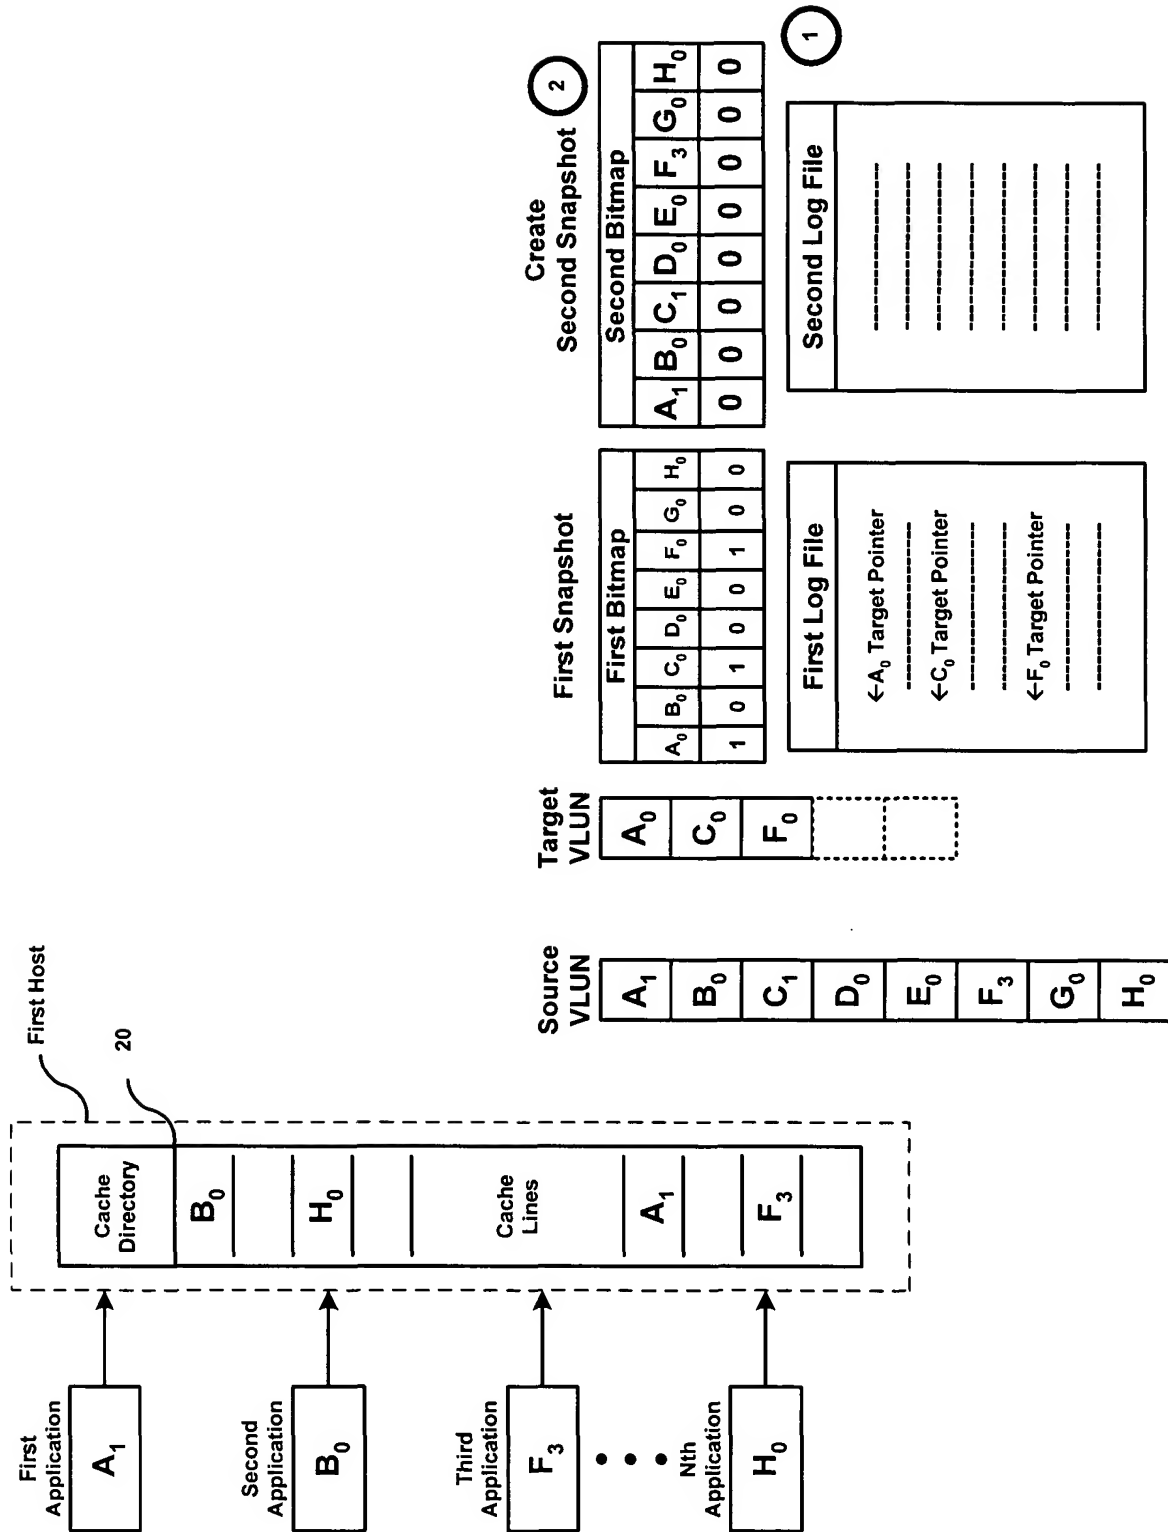 First Host
20
First
Application
A₁
Second
Application
B₀
Third
Application
F₃
Nth
Application
H₀
Cache
Directory
B₀
H₀
Cache
Lines
A₁
F₃
Source
VLUN
A₁
B₀
C₁
D₀
E₀
F₃
G₀
H₀
Target
VLUN
A₀
C₀
F₀
First Snapshot
First Bitmap
A₀ B₀ C₀ D₀ E₀ F₀ G₀ H₀
1 0 1 0 0 1 0 0
First Log File
←A₀ Target Pointer
←C₀ Target Pointer
←F₀ Target Pointer
Create
Second Snapshot
2
Second Bitmap
A₁ B₀ C₁ D₀ E₀ F₃ G₀ H₀
0 0 0 0 0 0 0 0
1
Second Log File